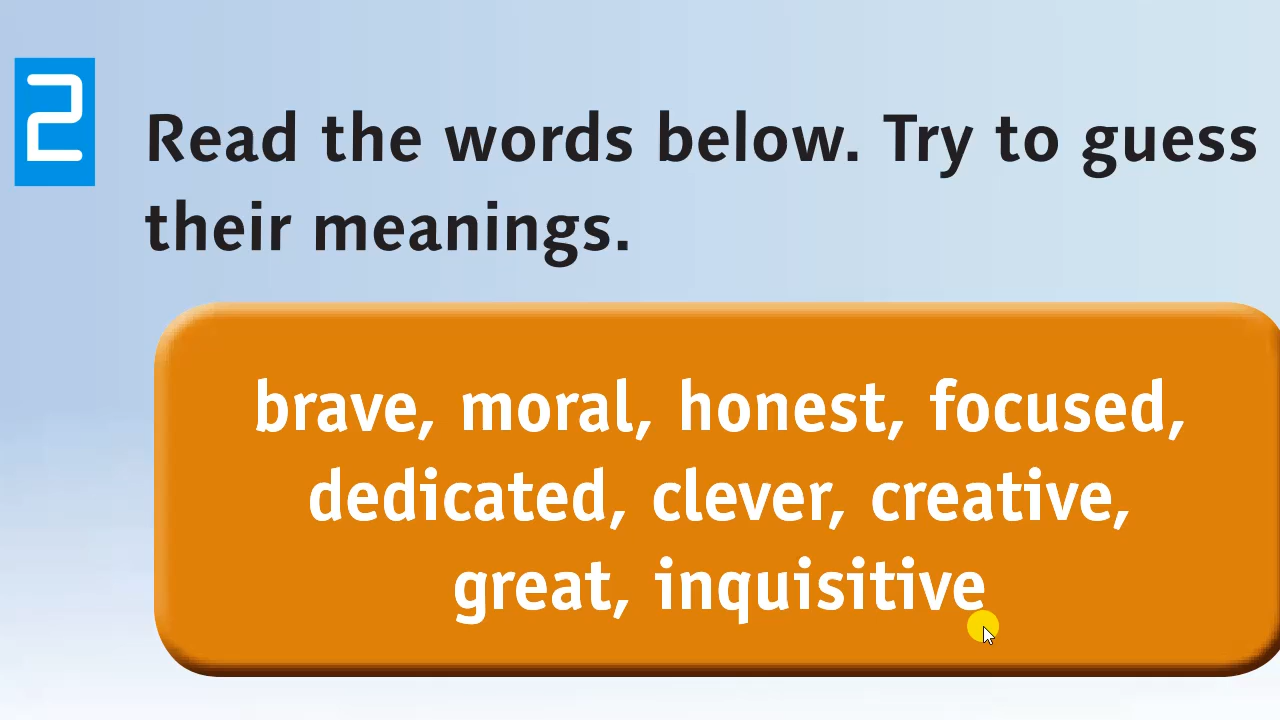 2
Read the words below. Try to guess
their meanings.
brave, moral, honest, focused,
dedicated, clever, creative,
great, inquisitive